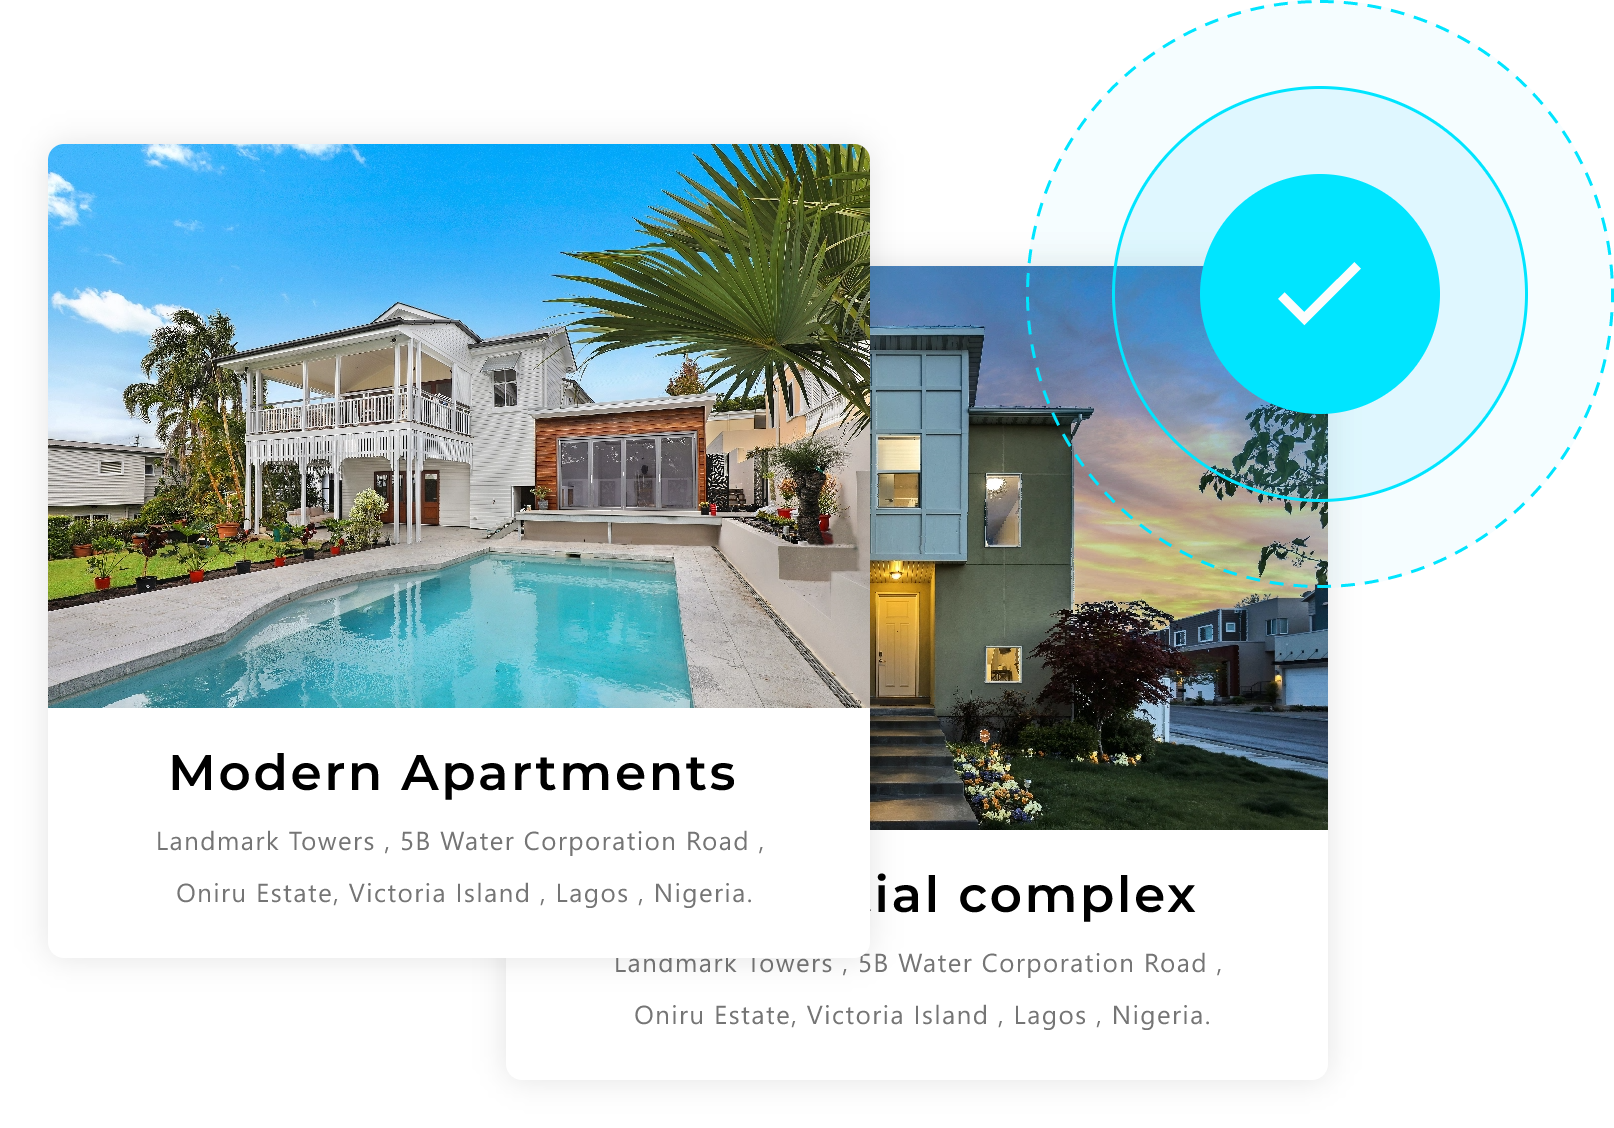 Modern Apartments
Landmark Towers , 5B Water Corporation Road ,
Oniru Estate, Victoria Island , Lagos , Nigeria.
complex
Landmark Towers , 5B Water Corporation Road ,
Oniru Estate, Victoria Island , Lagos , Nigeria.